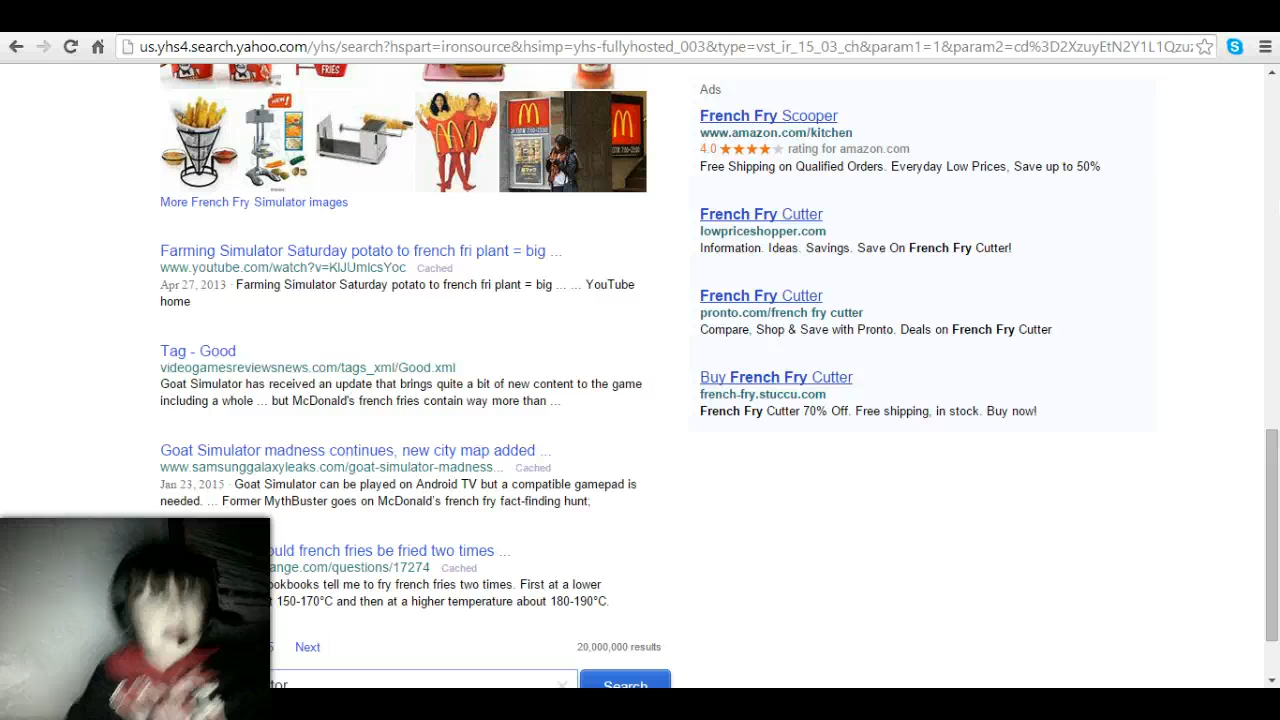 us.yhs4.search.yahoo.com/yhs/search?hspart=ironsource&hsimp=yhs-fullyhosted_003&type=vst_ir_15_03_ch&param1=1&param2=cd%3D2XzuyEtN2Y1L1Qzu
FRIES
NEW!
More French Fry Simulator images
Farming Simulator Saturday potato to french fri plant = big ...
www.youtube.com/watch?v=KlJUmlcsYoc Cached
Apr 27, 2013 · Farming Simulator Saturday potato to french fri plant = big ... ... YouTube
home
Tag - Good
videogamesreviewsnews.com/tags_xml/Good.xml
Goat Simulator has received an update that brings quite a bit of new content to the game
including a whole ... but McDonald's french fries contain way more than ...
Goat Simulator madness continues, new city map added ...
www.samsunggalaxyleaks.com/goat-simulator-madness... Cached
Jan 23, 2015 · Goat Simulator can be played on Android TV but a compatible gamepad is
needed. ... Former MythBuster goes on McDonald's french fry fact-finding hunt;
ould french fries be fried two times ...
ange.com/questions/17274 Cached
ookbooks tell me to fry french fries two times. First at a lower
t 150-170°C and then at a higher temperature about 180-190°C.
5 Next 20,000,000 results
tor
Search
Ads
French Fry Scooper
www.amazon.com/kitchen
4.0 ★★★★★ rating for amazon.com
Free Shipping on Qualified Orders. Everyday Low Prices, Save up to 50%
French Fry Cutter
lowpriceshopper.com
Information. Ideas. Savings. Save On French Fry Cutter!
French Fry Cutter
pronto.com/french fry cutter
Compare, Shop & Save with Pronto. Deals on French Fry Cutter
Buy French Fry Cutter
french-fry.stuccu.com
French Fry Cutter 70% Off. Free shipping, in stock. Buy now!